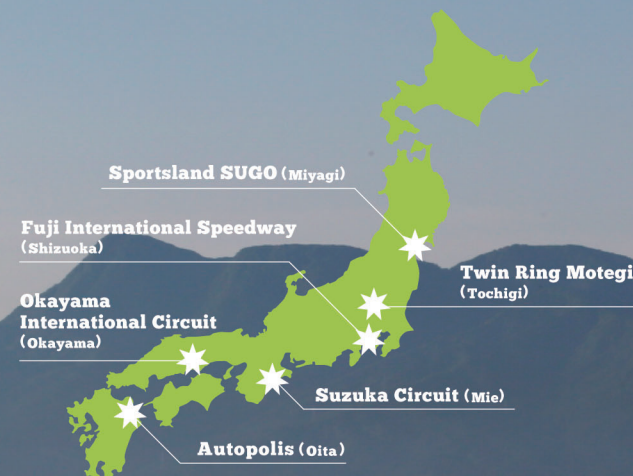 Sportsland SUGO (Miyagi)
Fuji International Speedway
(Shizuoka)
Twin Ring Motegi
(Tochigi)
Okayama
International Circuit
(Okayama)
Suzuka Circuit (Mie)
Autopolis (Oita)